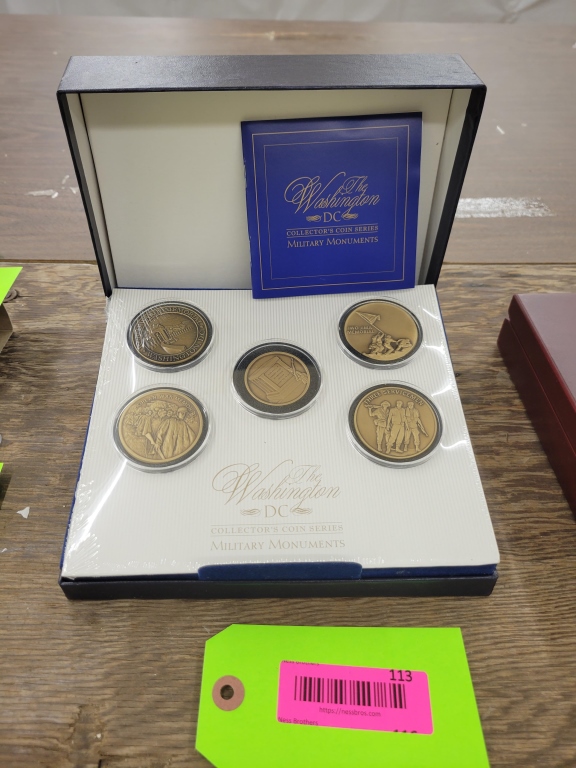 The
Washington
DC
COLLECTOR'S COIN SERIES
MILITARY MONUMENTS
The
Washington
DC
COLLECTOR'S COIN SERIES
MILITARY MONUMENTS
113
https://nessbros.com
Ness Brothers